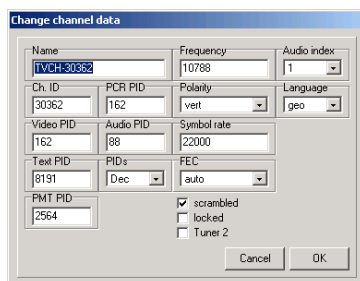 Change channel data
Name Frequency Audio index
TVCH-30362 10788 1
Ch. ID PCR PID Polarity Language
30362 162 vert geo
Video PID Audio PID Symbol rate
162 88 22000
Text PID PIDs FEC
8191 Dec auto
PMT PID
2564
scrambled
locked
Tuner 2
Cancel OK